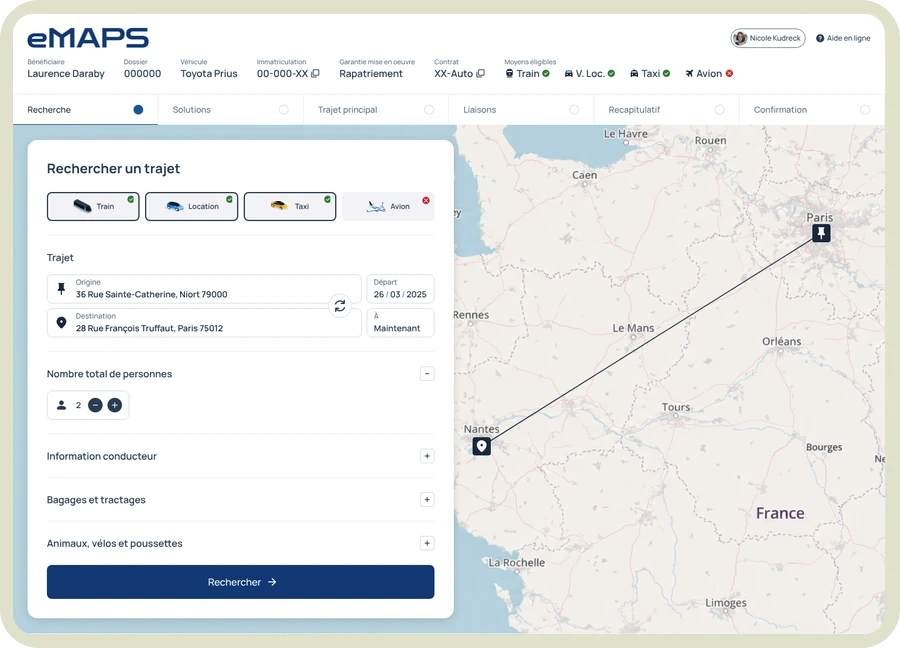 eMAPS
Nicole Kudreck
Aide en ligne
Bénéficiaire
Laurence Daraby
Dossier
000000
Véhicule
Toyota Prius
Immatriculation
00-000-XX
Garantie mise en oeuvre
Rapatriement
Contrat
XX-Auto
Moyens éligibles
Train
V. Loc.
Taxi
Avion
Recherche
Solutions
Trajet principal
Liaisons
Recapitulatif
Confirmation
Rechercher un trajet
Train
Location
Taxi
Avion
Trajet
Origine
36 Rue Sainte-Catherine, Niort 79000
Départ
26 / 03 / 2025
Destination
28 Rue François Truffaut, Paris 75012
À
Maintenant
Nombre total de personnes
2
Information conducteur
Bagages et tractages
Animaux, vélos et poussettes
Rechercher
Le Havre
Rouen
Caen
ey
Paris
Rennes
Le Mans
Orléans
Tours
Nantes
Bourges
Ne
France
La Rochelle
Limoges